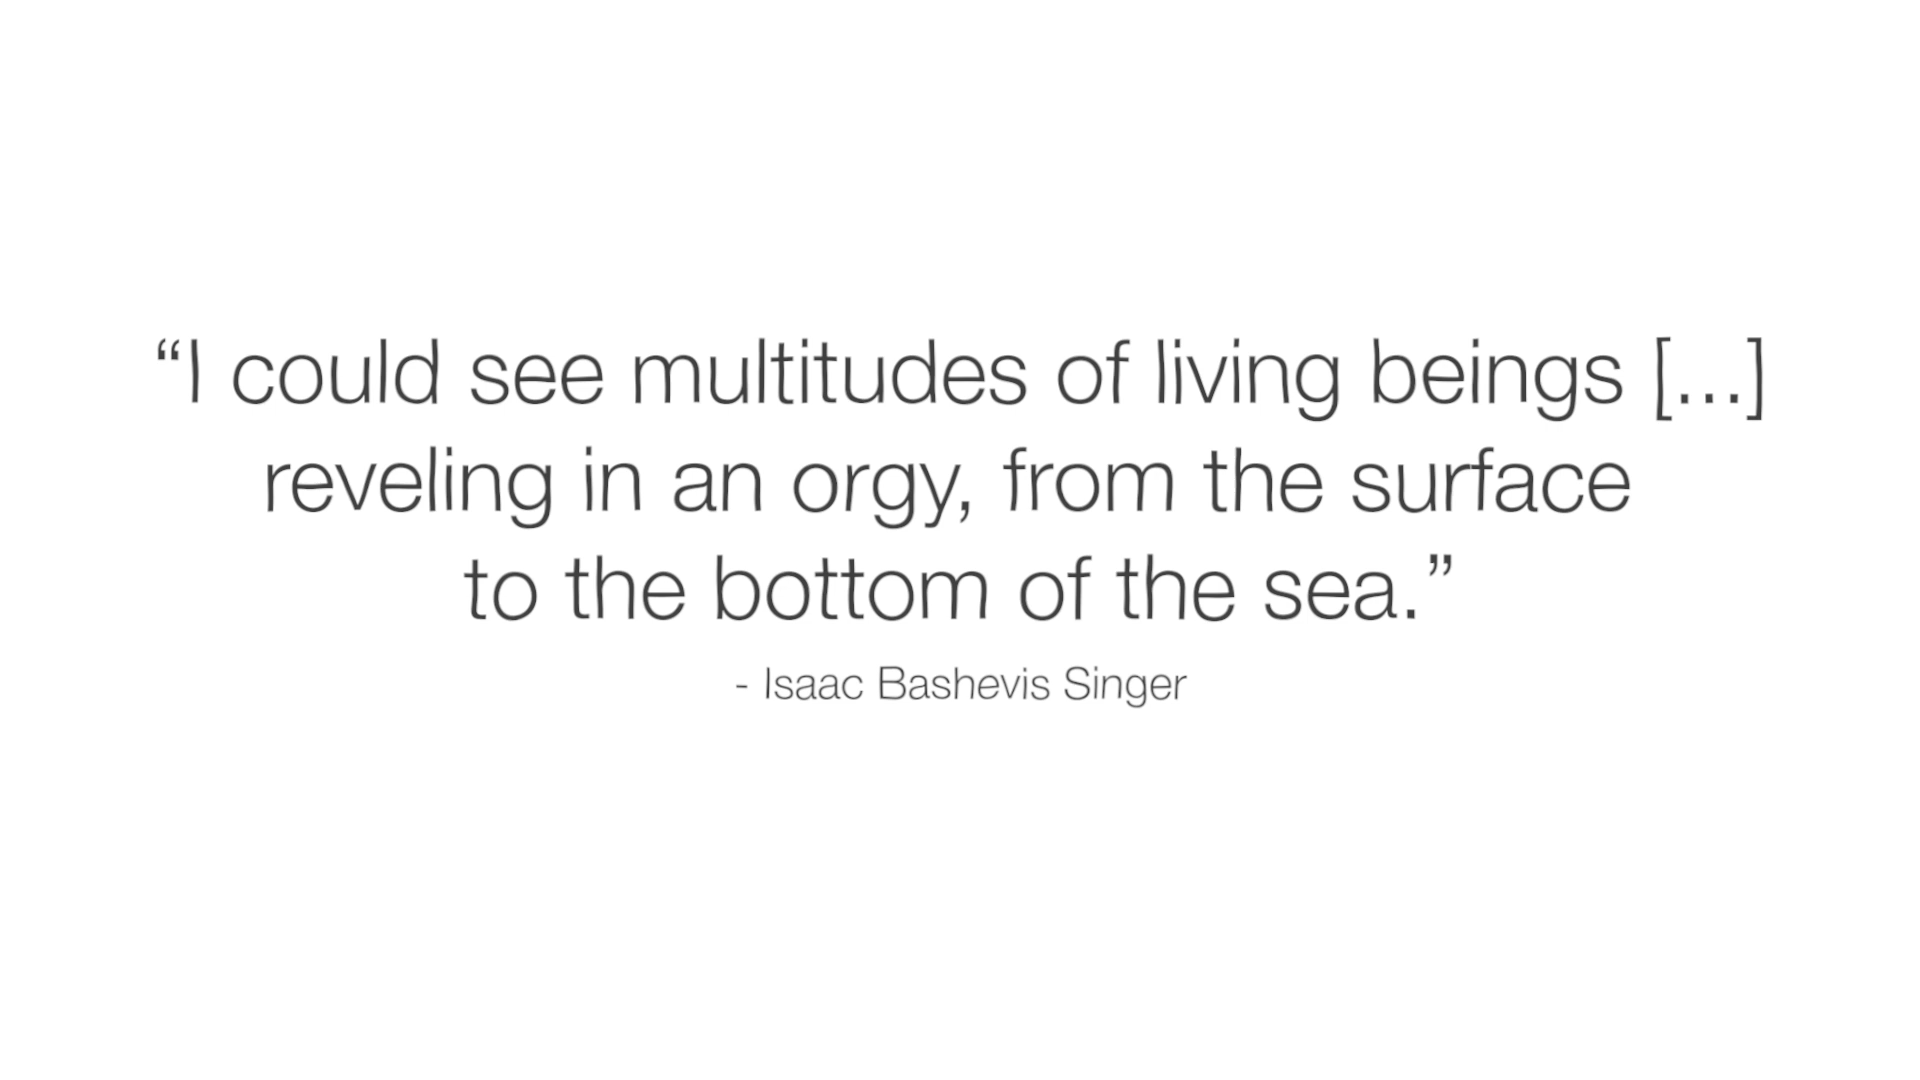 “I could see multitudes of living beings [...]
reveling in an orgy, from the surface
to the bottom of the sea.”
- Isaac Bashevis Singer